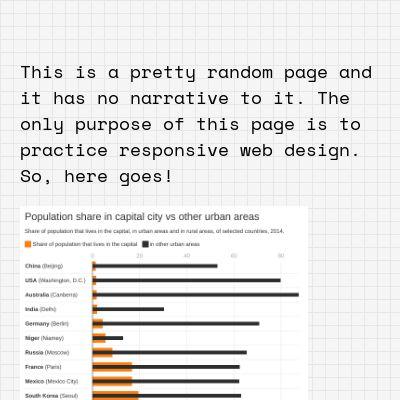 This is a pretty random page and
it has no narrative to it. The
only purpose of this page is to
practice responsive web design.
So, here goes!
Population share in capital city vs other urban areas
Share of population that lives in the capital, in urban areas and in rural areas, of selected countries, 2014.
Share of population that lives in the capital in other urban areas
0 20 40 60 80
China (Beijing)
USA (Washington, D.C.)
Australia (Canberra)
India (Delhi)
Germany (Berlin)
Niger (Niamey)
Russia (Moscow)
France (Paris)
Mexico (Mexico City)
South Korea (Seoul)